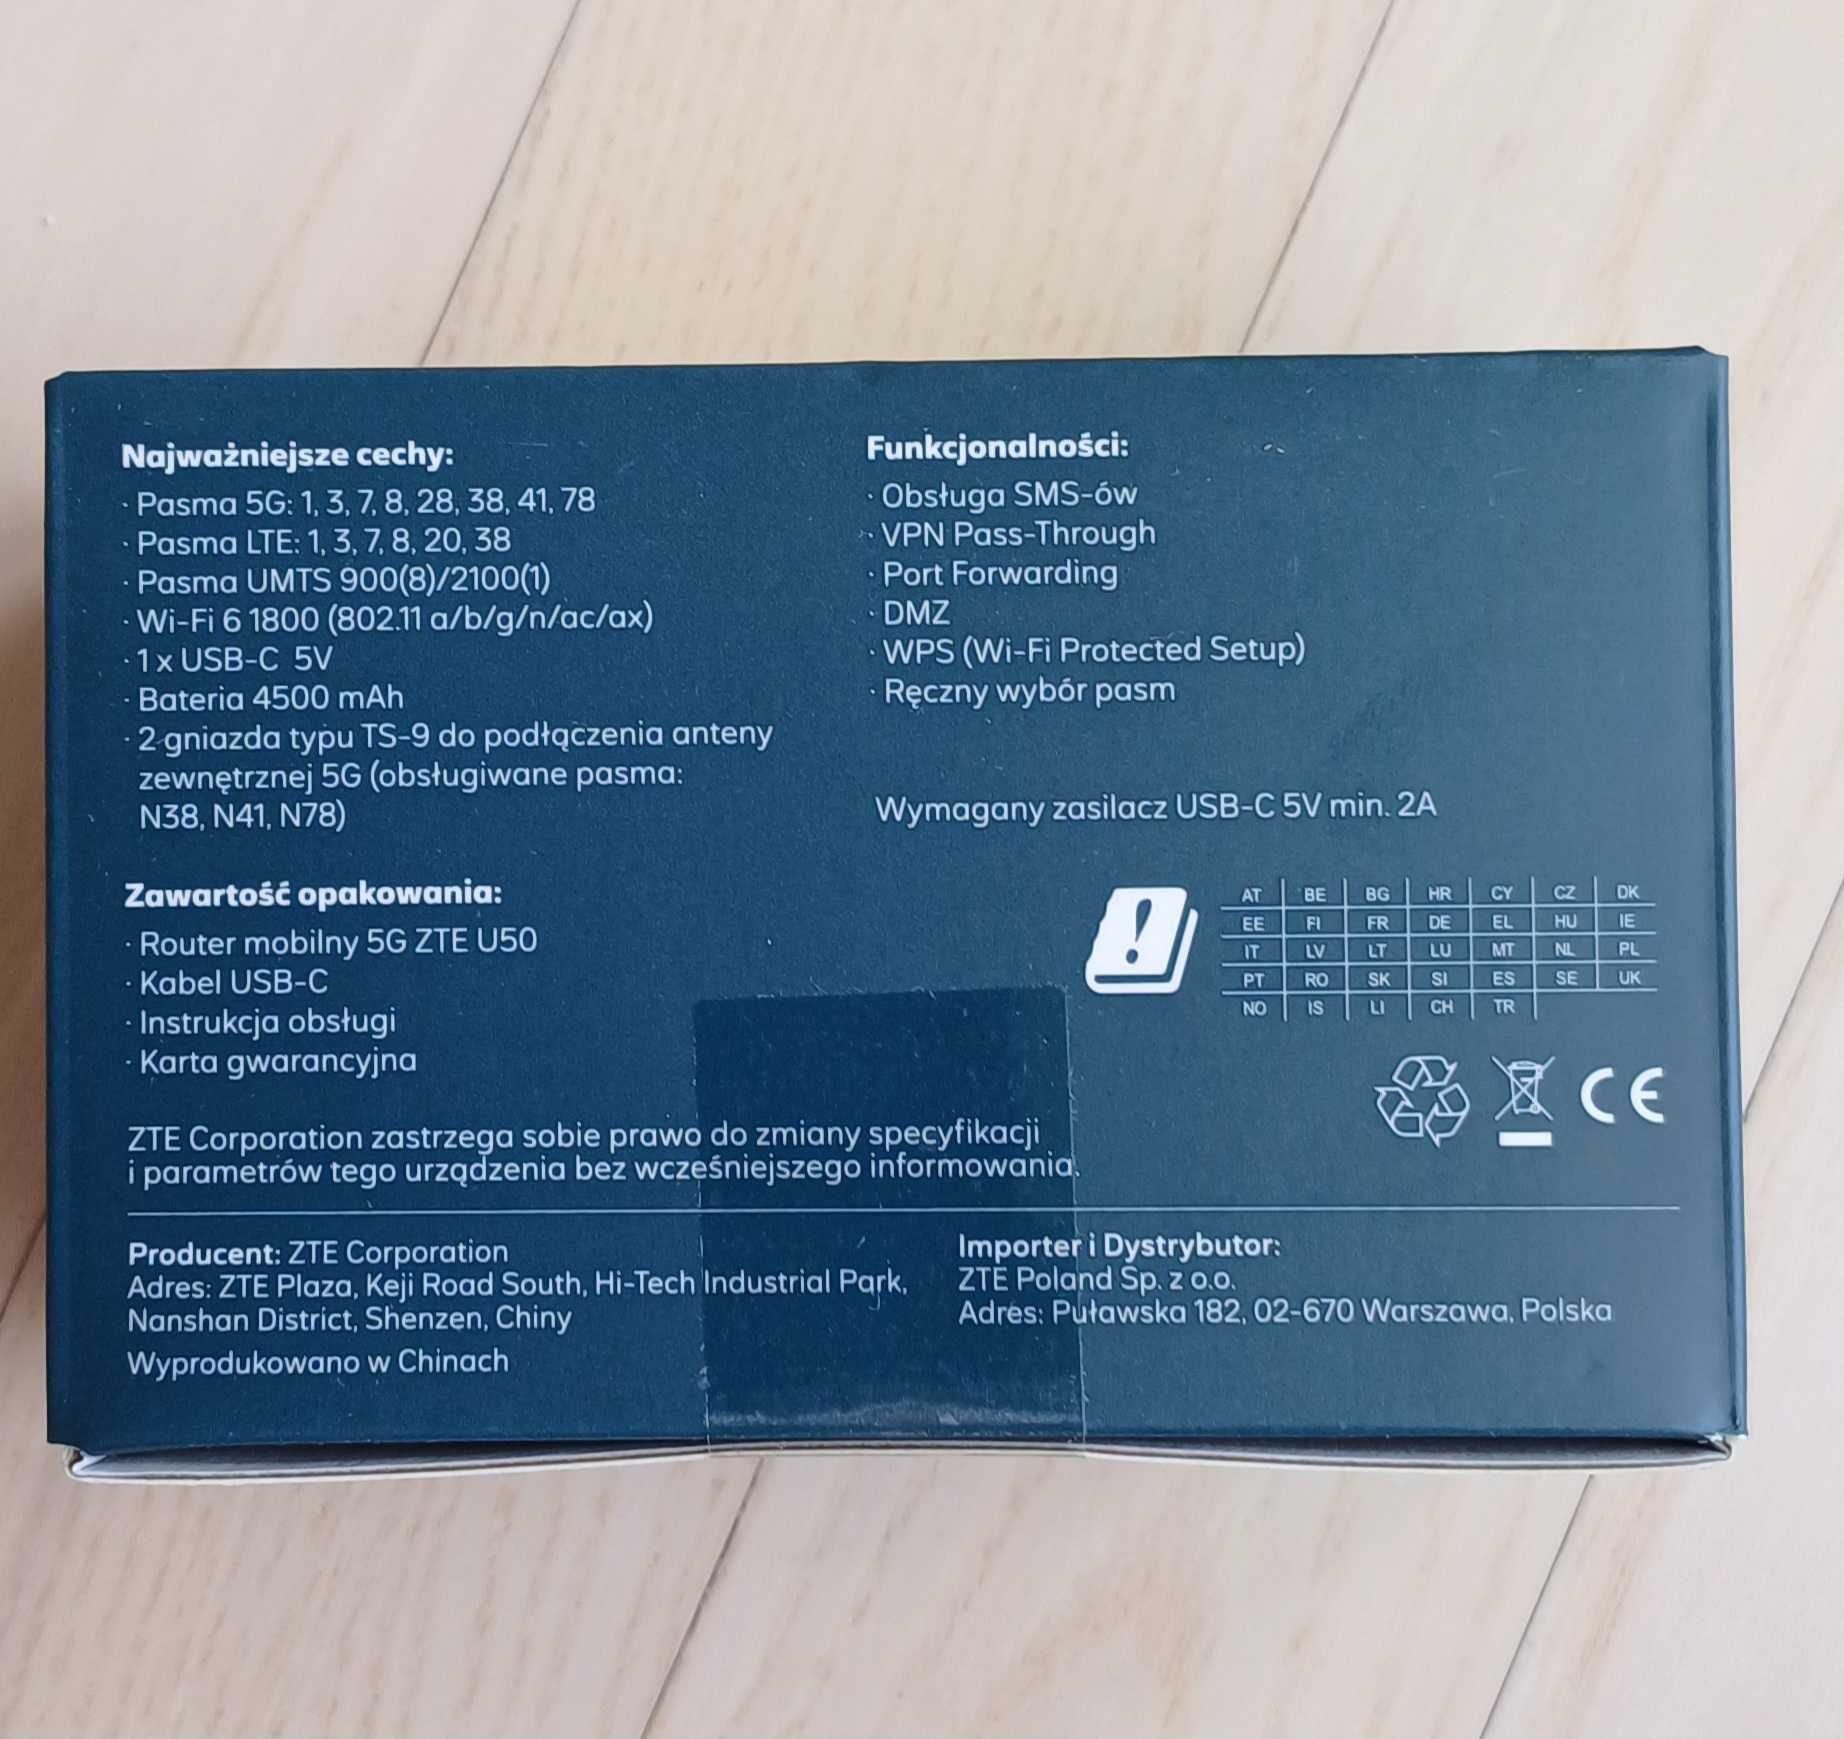 Najważniejsze cechy:
· Pasma 5G: 1, 3, 7, 8, 28, 38, 41, 78
· Pasma LTE: 1, 3, 7, 8, 20, 38
· Pasma UMTS 900(8)/2100(1)
· Wi-Fi 6 1800 (802.11 a/b/g/n/ac/ax)
· 1 x USB-C 5V
· Bateria 4500 mAh
· 2 gniazda typu TS-9 do podłączenia anteny
zewnętrznej 5G (obsługiwane pasma:
N38, N41, N78)
Zawartość opakowania:
· Router mobilny 5G ZTE U50
· Kabel USB-C
· Instrukcja obsługi
· Karta gwarancyjna
Funkcjonalności:
· Obsługa SMS-ów
· VPN Pass-Through
· Port Forwarding
· DMZ
· WPS (Wi-Fi Protected Setup)
· Ręczny wybór pasm
Wymagany zasilacz USB-C 5V min. 2A
AT BE BG HR CY CZ DK
EE FI FR DE EL HU IE
IT LV LT LU MT NL PL
PT RO SK SI ES SE UK
NO IS LI CH TR
CE
ZTE Corporation zastrzega sobie prawo do zmiany specyfikacji
i parametrów tego urządzenia bez wcześniejszego informowania.
Producent: ZTE Corporation
Adres: ZTE Plaza, Keji Road South, Hi-Tech Industrial Park,
Nanshan District, Shenzen, Chiny
Wyprodukowano w Chinach
Importer i Dystrybutor:
ZTE Poland Sp. z o.o.
Adres: Puławska 182, 02-670 Warszawa, Polska